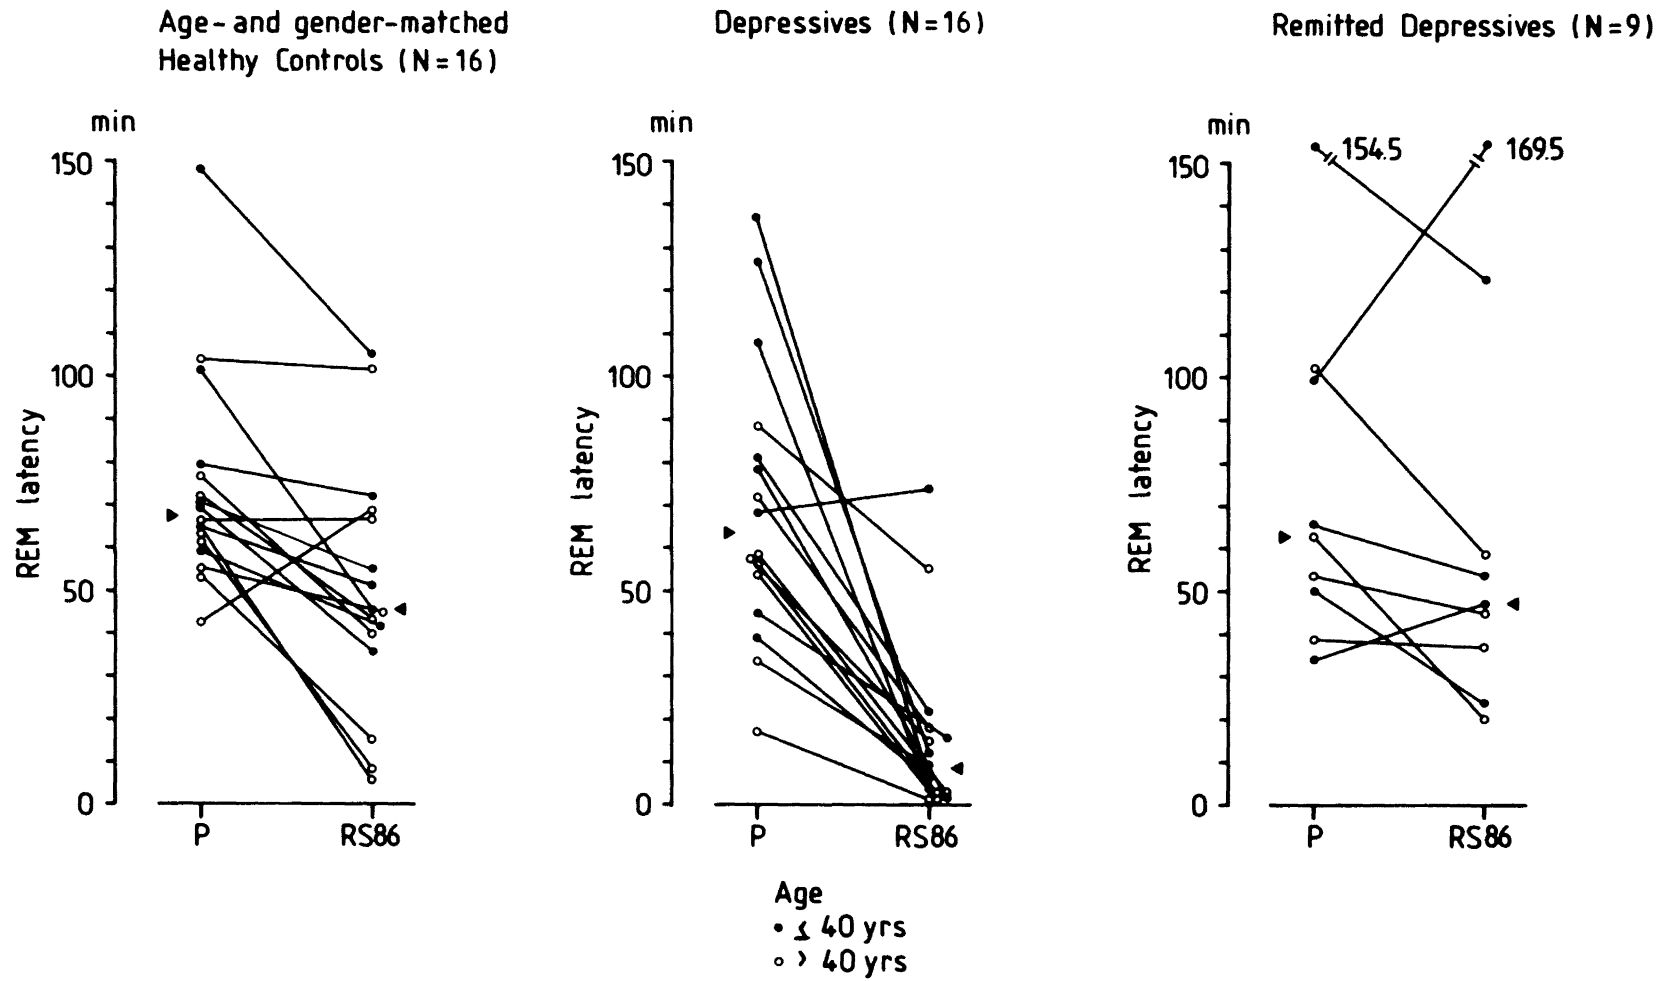 Age- and gender-matched
Healthy Controls (N=16)
min
150
100
50
0
REM latency
P
RS86
Depressives (N=16)
min
150
100
50
0
REM latency
P
RS86
Remitted Depressives (N=9)
min
150
100
50
0
REM latency
154.5
169.5
P
RS86
Age
• ≤ 40 yrs
○ > 40 yrs